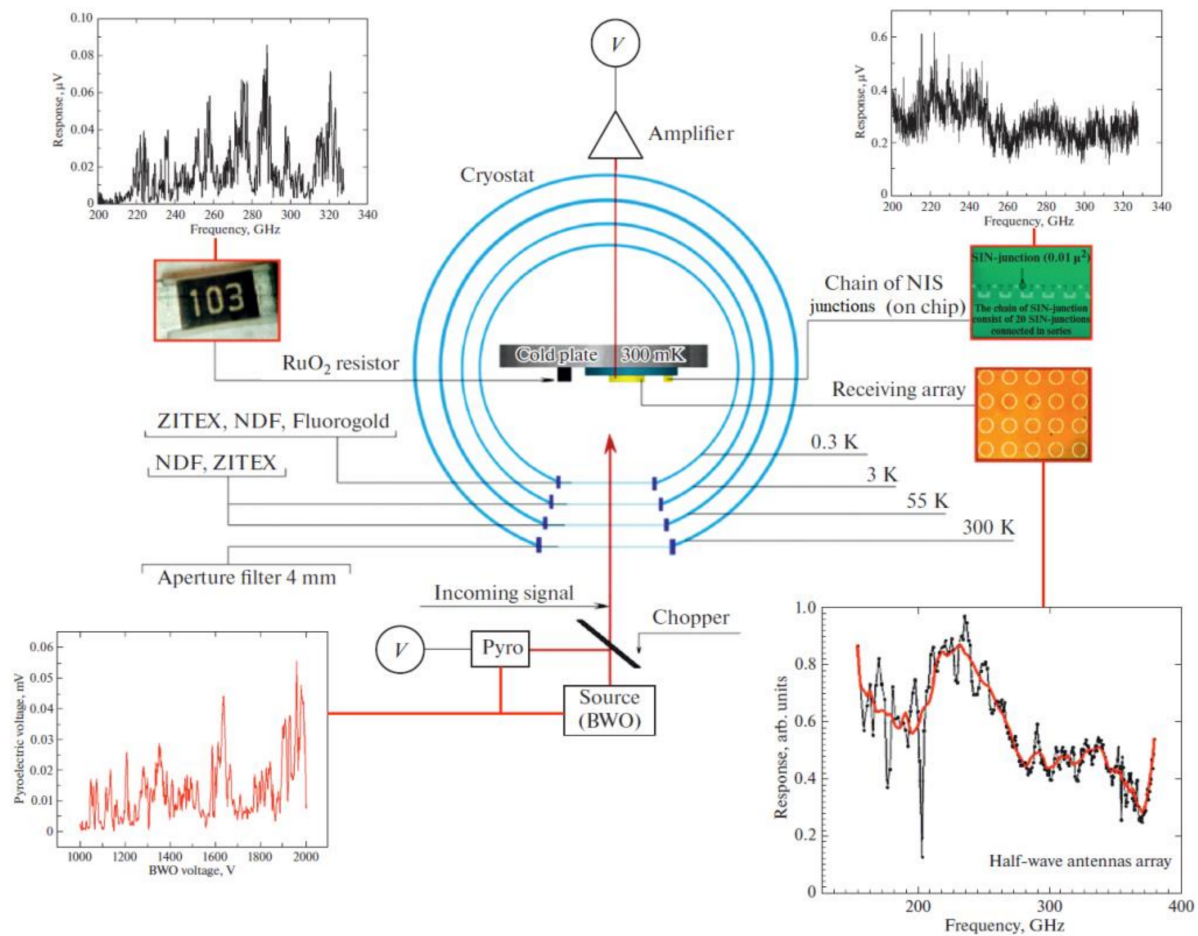 0.10
0.08
0.06
0.04
0.02
0
Response, μV
200 220 240 260 280 300 320 340
Frequency, GHz
V
Amplifier
Cryostat
0.6
0.4
0.2
0
Response, μV
200 220 240 260 280 300 320 340
Frequency, GHz
103
RuO₂ resistor
Cold plate 300 mK
Chain of NIS
junctions (on chip)
SIN-junction (0.01 μ²)
The chain of SIN-junction
consist of 20 SIN-junctions
connected in series
Receiving array
ZITEX, NDF, Fluorogold
NDF, ZITEX
Aperture filter 4 mm
0.3 K
3 K
55 K
300 K
Incoming signal
Chopper
V
Pyro
Source
(BWO)
0.06
0.05
0.04
0.03
0.02
0.01
0
Pyroelectric voltage, mV
1000 1200 1400 1600 1800 2000
BWO voltage, V
1.0
0.8
0.6
0.4
0.2
0
Response, arb. units
Half-wave antennas array
200 300 400
Frequency, GHz